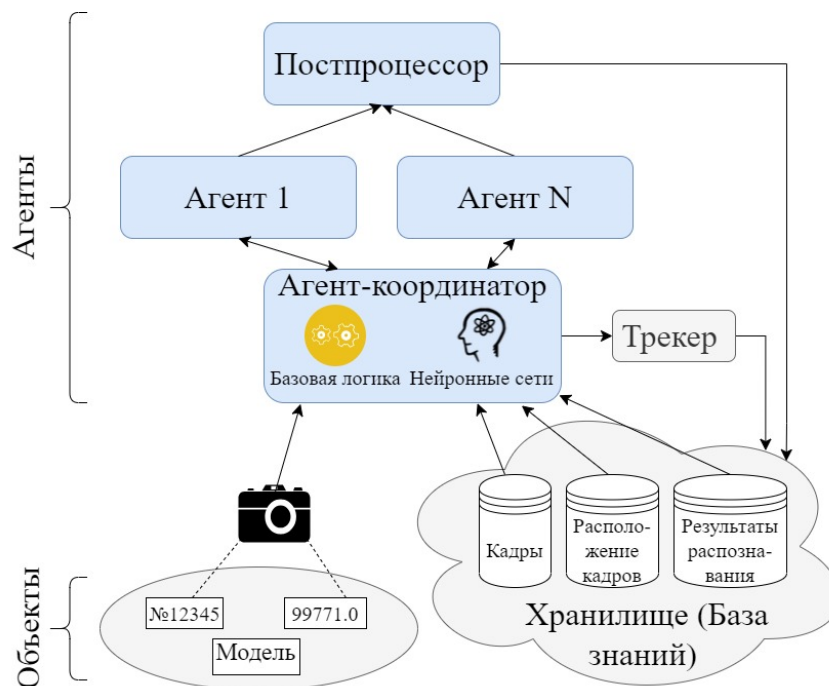 Агенты
Постпроцессор
Агент 1
Агент N
Агент-координатор
Базовая логика
Нейронные сети
Трекер
Объекты
№12345
99771.0
Модель
Кадры
Располо-
жение
кадров
Результаты
распозна-
вания
Хранилище (База
знаний)